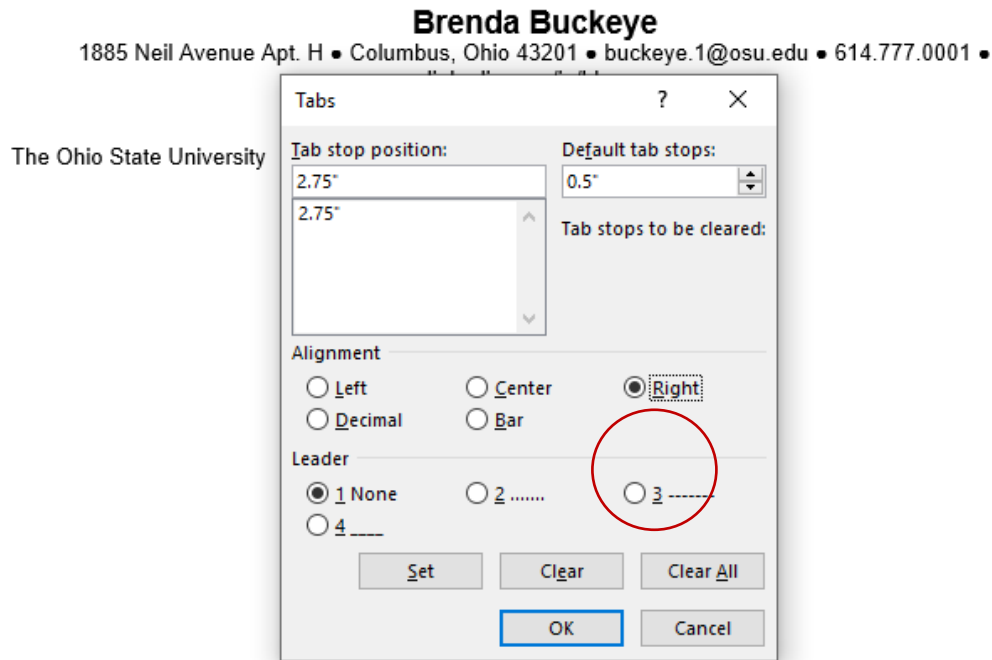 Brenda Buckeye
1885 Neil Avenue Apt. H ● Columbus, Ohio 43201 ● buckeye.1@osu.edu ● 614.777.0001 ●
Tabs ?
The Ohio State University
Tab stop position: Default tab stops:
2.75" 0.5"
2.75"
Tab stops to be cleared:
Alignment
Left Center Right
Decimal Bar
Leader
1 None 2 ....... 3 -------
4 ____
Set Clear Clear All
OK Cancel